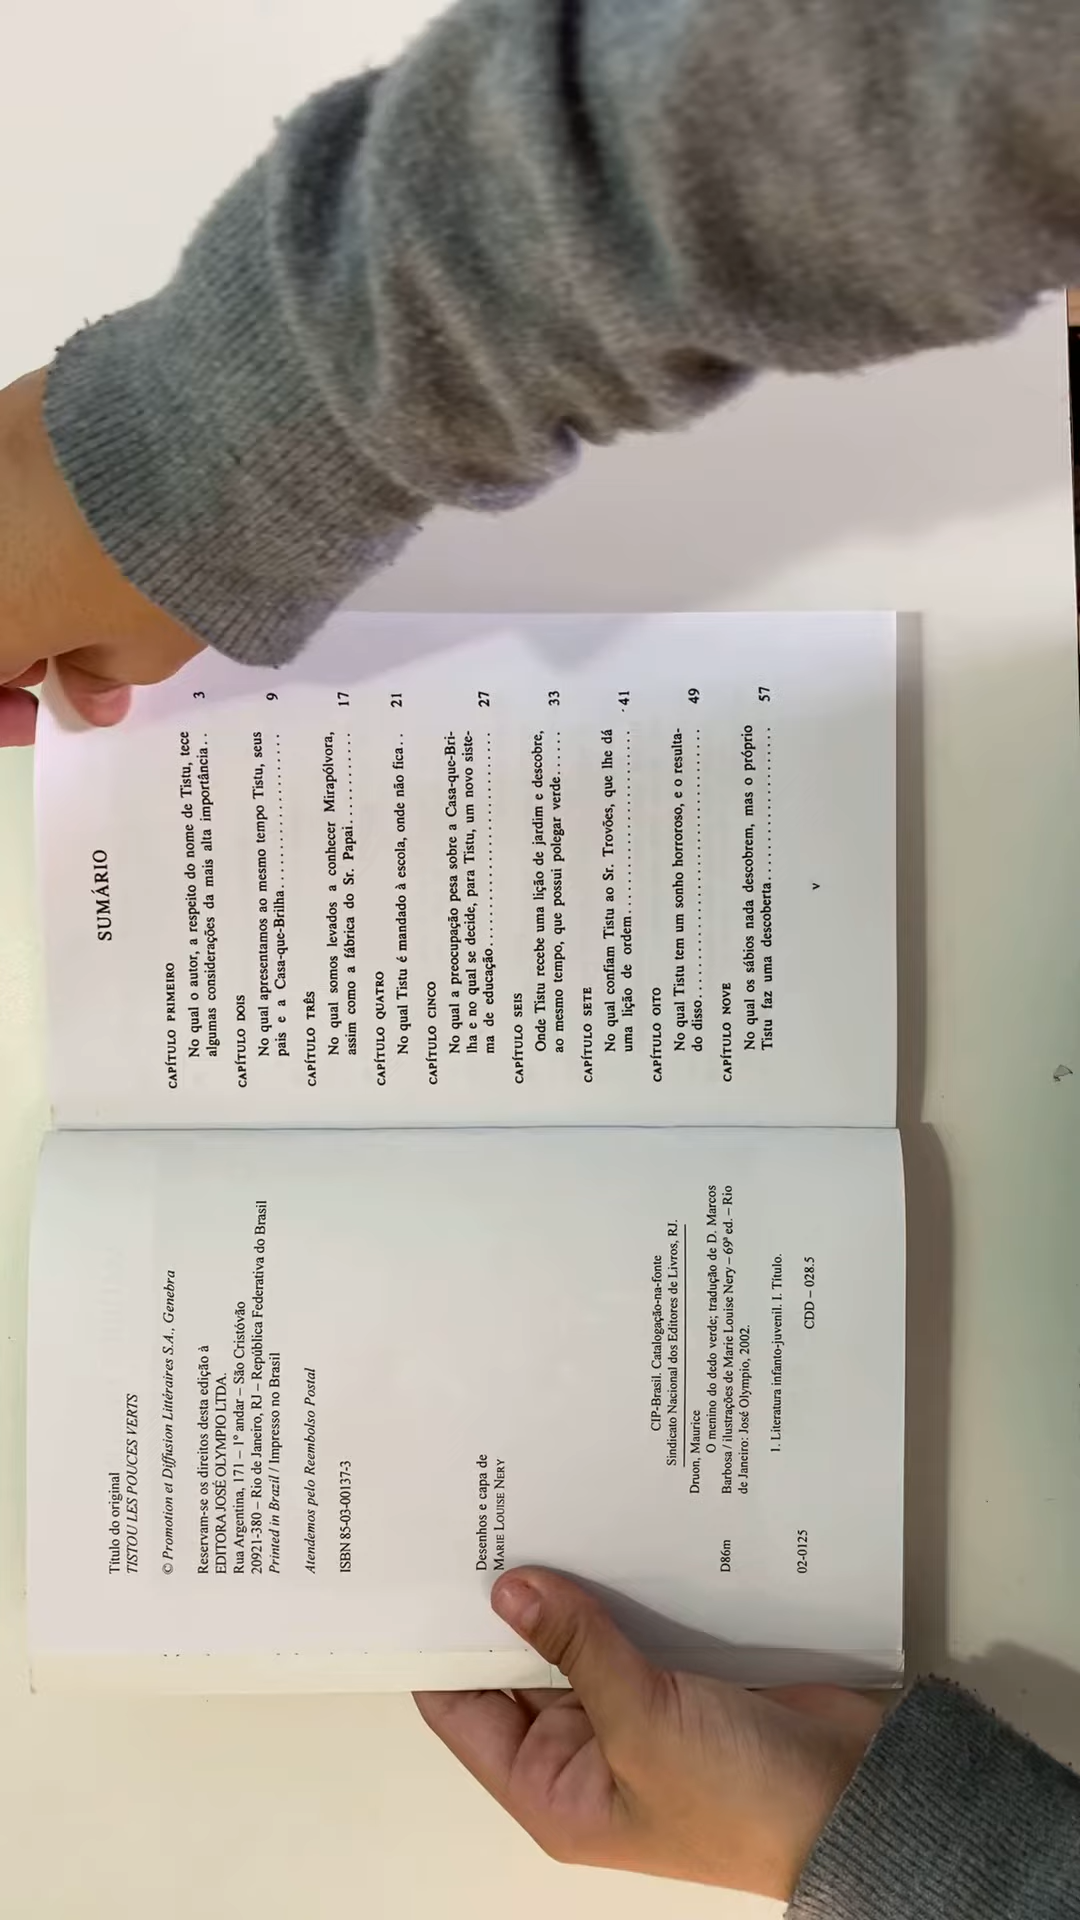 Título do original
TISTOU LES POUCES VERTS
© Promotion et Diffusion Littéraires S.A., Genebra
Reservam-se os direitos desta edição à
EDITORA JOSÉ OLYMPIO LTDA.
Rua Argentina, 171 – 1º andar – São Cristóvão
20921-380 – Rio de Janeiro, RJ – República Federativa do Brasil
Printed in Brazil / Impresso no Brasil
Atendemos pelo Reembolso Postal
ISBN 85-03-00137-3
Desenhos e capa de
MARIE LOUISE NERY
CIP-Brasil. Catalogação-na-fonte
Sindicato Nacional dos Editores de Livros, RJ.
Druon, Maurice
D86m O menino do dedo verde; tradução de D. Marcos
Barbosa / ilustrações de Marie Louise Nery – 69ª ed. – Rio
de Janeiro: José Olympio, 2002.
1. Literatura infanto-juvenil. I. Título.
02-0125 CDD – 028.5
SUMÁRIO
CAPÍTULO PRIMEIRO
No qual o autor, a respeito do nome de Tistu, tece
algumas considerações da mais alta importância.. 3
CAPÍTULO DOIS
No qual apresentamos ao mesmo tempo Tistu, seus
pais e a Casa-que-Brilha....................... 9
CAPÍTULO TRÊS
No qual somos levados a conhecer Mirapólvora,
assim como a fábrica do Sr. Papai.............. 17
CAPÍTULO QUATRO
No qual Tistu é mandado à escola, onde não fica.. 21
CAPÍTULO CINCO
No qual a preocupação pesa sobre a Casa-que-Bri-
lha e no qual se decide, para Tistu, um novo siste-
ma de educação................................ 27
CAPÍTULO SEIS
Onde Tistu recebe uma lição de jardim e descobre,
ao mesmo tempo, que possui polegar verde...... 33
CAPÍTULO SETE
No qual confiam Tistu ao Sr. Trovões, que lhe dá
uma lição de ordem............................ 41
CAPÍTULO OITO
No qual Tistu tem um sonho horroroso, e o resulta-
do disso...................................... 49
CAPÍTULO NOVE
No qual os sábios nada descobrem, mas o próprio
Tistu faz uma descoberta....................... 57
v